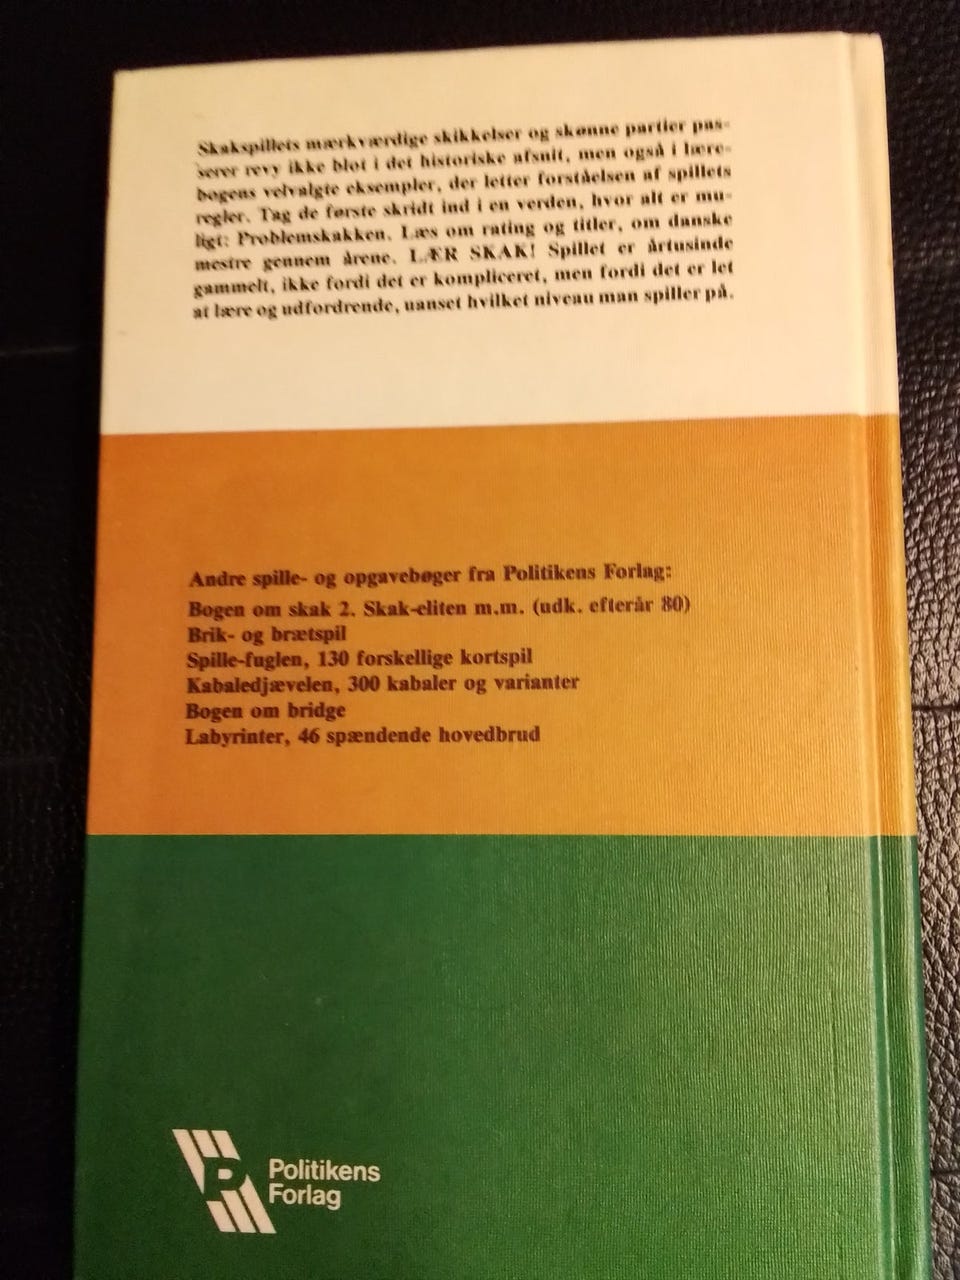 Skakspillets mærkværdige skikkelser og skønne partier pas-
serer revy ikke blot i det historiske afsnit, men også i lære-
bogens velvalgte eksempler, der letter forståelsen af spillets
regler. Tag de første skridt ind i en verden, hvor alt er mu-
ligt: Problemskakken. Læs om rating og titler, om danske
mestre gennem årene. LÆR SKAK! Spillet er årtusinde
gammelt, ikke fordi det er kompliceret, men fordi det er let
at lære og udfordrende, uanset hvilket niveau man spiller på.
Andre spille- og opgavebøger fra Politikens Forlag:
Bogen om skak 2. Skak-eliten m.m. (udk. efterår 80)
Brik- og brætspil
Spille-fuglen, 130 forskellige kortspil
Kabaledjævelen, 300 kabaler og varianter
Bogen om bridge
Labyrinter, 46 spændende hovedbrud
P
Politikens
Forlag